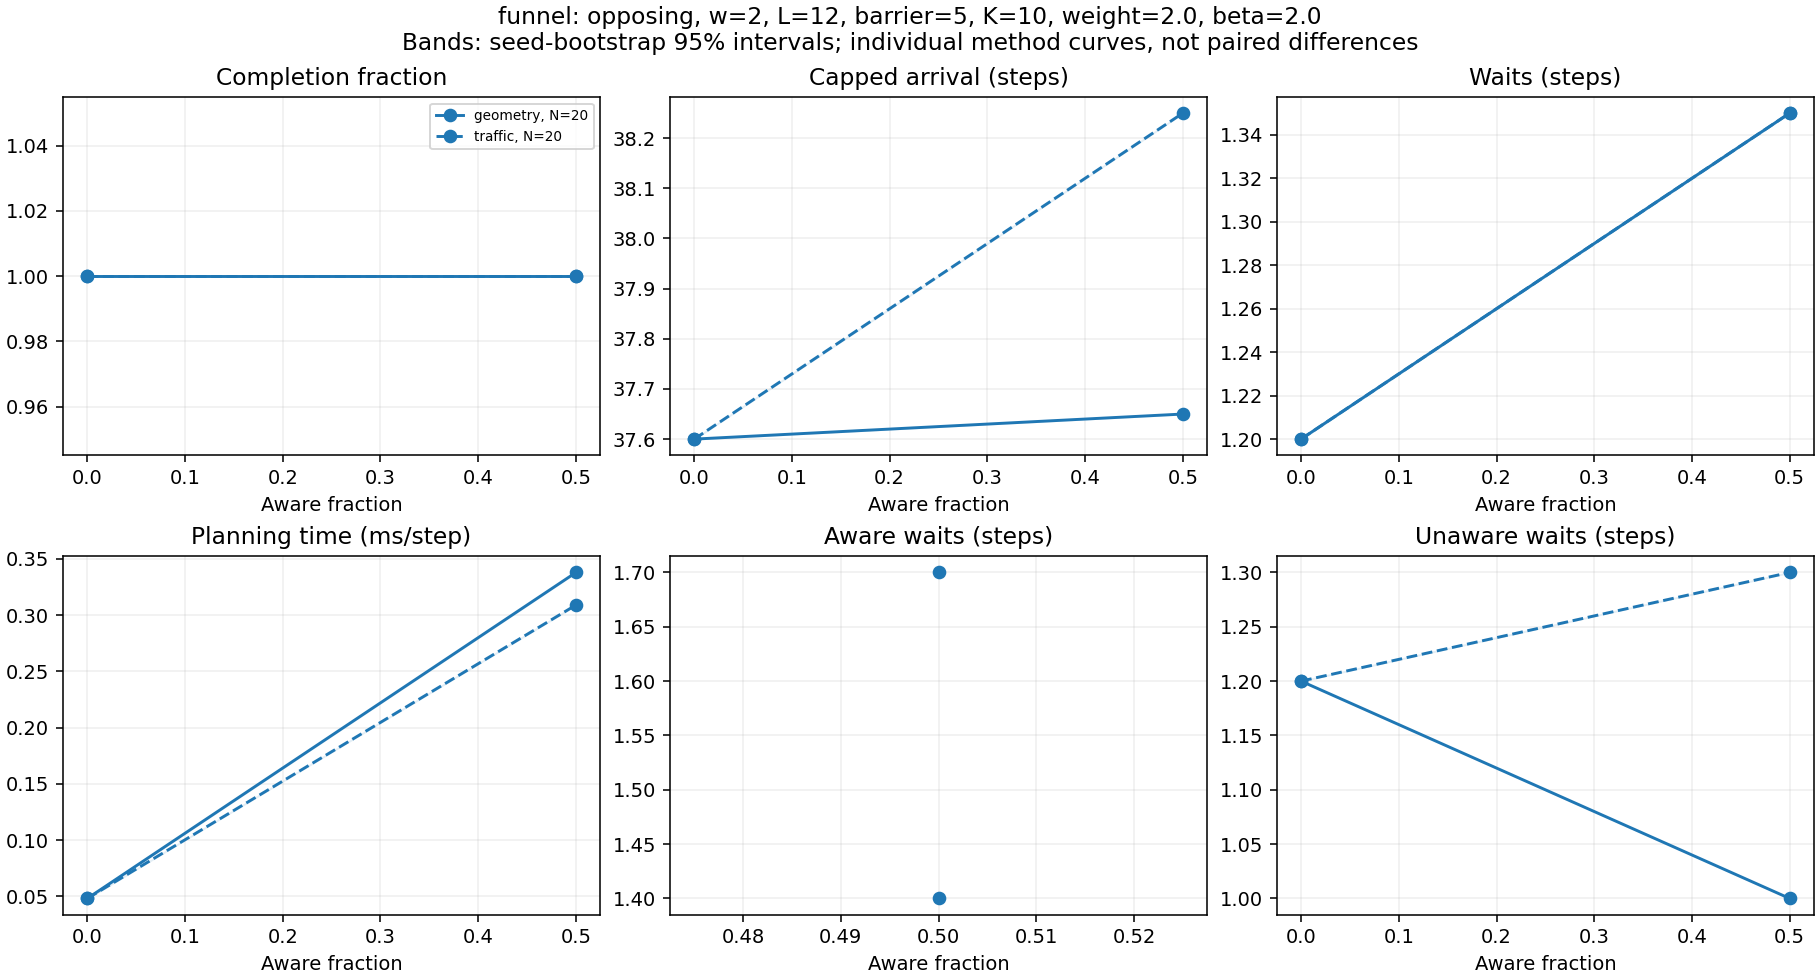 funnel: opposing, w=2, L=12, barrier=5, K=10, weight=2.0, beta=2.0
Bands: seed-bootstrap 95% intervals; individual method curves, not paired differences
Completion fraction
geometry, N=20
traffic, N=20
1.04
1.02
1.00
0.98
0.96
0.0 0.1 0.2 0.3 0.4 0.5
Aware fraction
Capped arrival (steps)
38.2
38.1
38.0
37.9
37.8
37.7
37.6
0.0 0.1 0.2 0.3 0.4 0.5
Aware fraction
Waits (steps)
1.34
1.32
1.30
1.28
1.26
1.24
1.22
1.20
0.0 0.1 0.2 0.3 0.4 0.5
Aware fraction
Planning time (ms/step)
0.35
0.30
0.25
0.20
0.15
0.10
0.05
0.0 0.1 0.2 0.3 0.4 0.5
Aware fraction
Aware waits (steps)
1.70
1.65
1.60
1.55
1.50
1.45
1.40
0.48 0.49 0.50 0.51 0.52
Aware fraction
Unaware waits (steps)
1.30
1.25
1.20
1.15
1.10
1.05
1.00
0.0 0.1 0.2 0.3 0.4 0.5
Aware fraction